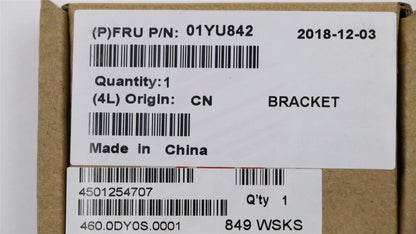 (P)FRU P/N: 01YU842 2018-12-03
Quantity:1
(4L) Origin: CN BRACKET
Made in China
4501254707 Q'ty 1
460.0DY0S.0001 849 WSKS